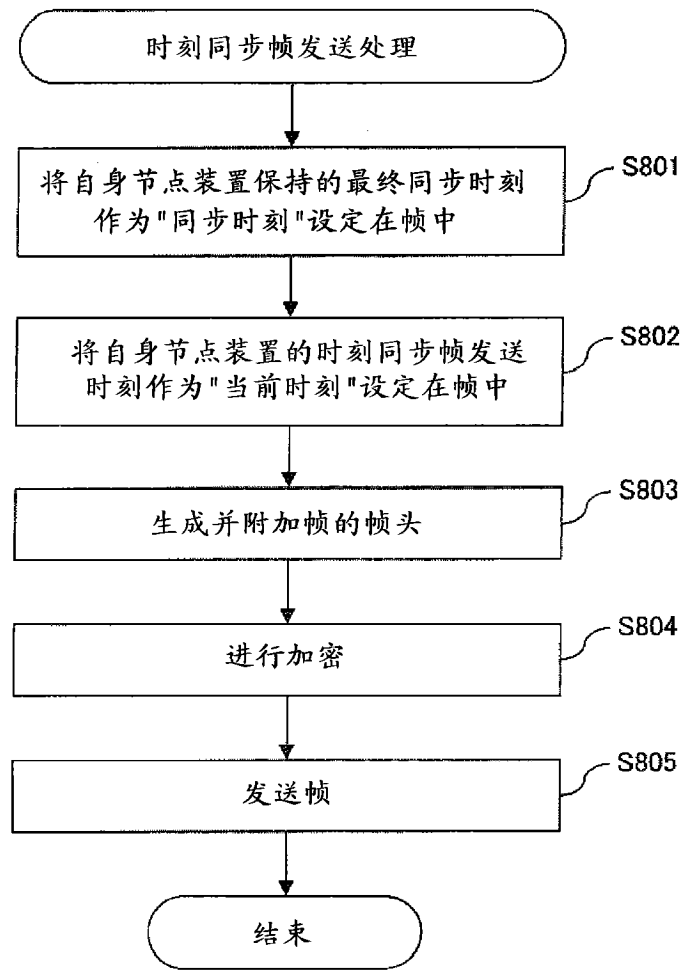 时刻同步帧发送处理
将自身节点装置保持的最终同步时刻
作为"同步时刻"设定在帧中
S801
将自身节点装置的时刻同步帧发送
时刻作为"当前时刻"设定在帧中
S802
生成并附加帧的帧头
S803
进行加密
S804
发送帧
S805
结束